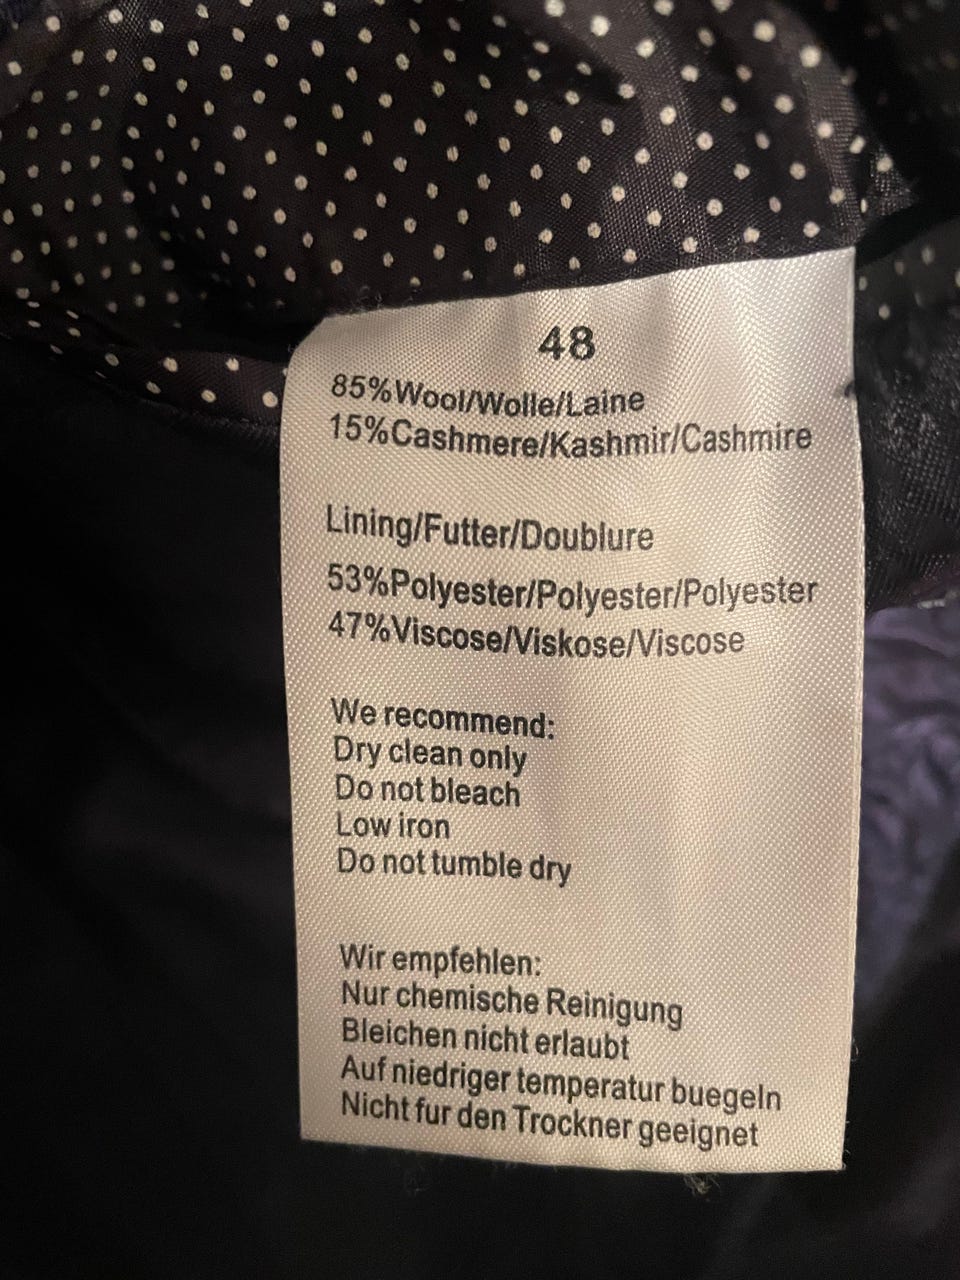 48
85%Wool/Wolle/Laine
15%Cashmere/Kashmir/Cashmire
Lining/Futter/Doublure
53%Polyester/Polyester/Polyester
47%Viscose/Viskose/Viscose
We recommend:
Dry clean only
Do not bleach
Low iron
Do not tumble dry
Wir empfehlen:
Nur chemische Reinigung
Bleichen nicht erlaubt
Auf niedriger temperatur buegeln
Nicht fur den Trockner geeignet